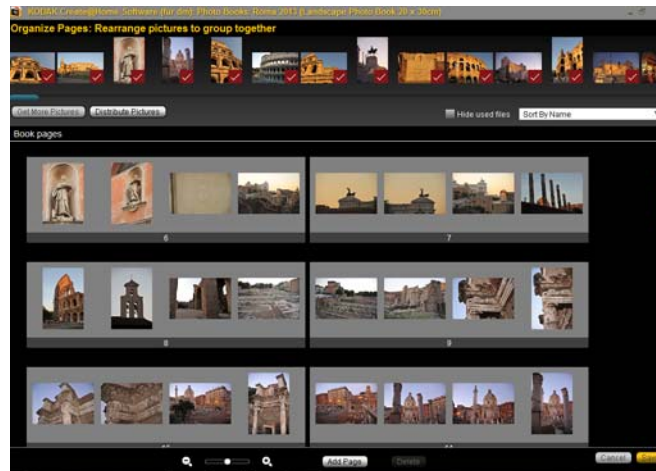 KODAK Create@Home Software (für dm): Photo Books: Roma 2013 (Landscape Photo Book 20 x 30cm)
Organize Pages: Rearrange pictures to group together
Get More Pictures
Distribute Pictures
Hide used files
Sort By Name
Book pages
6
7
8
9
Add Page
Delete
Cancel